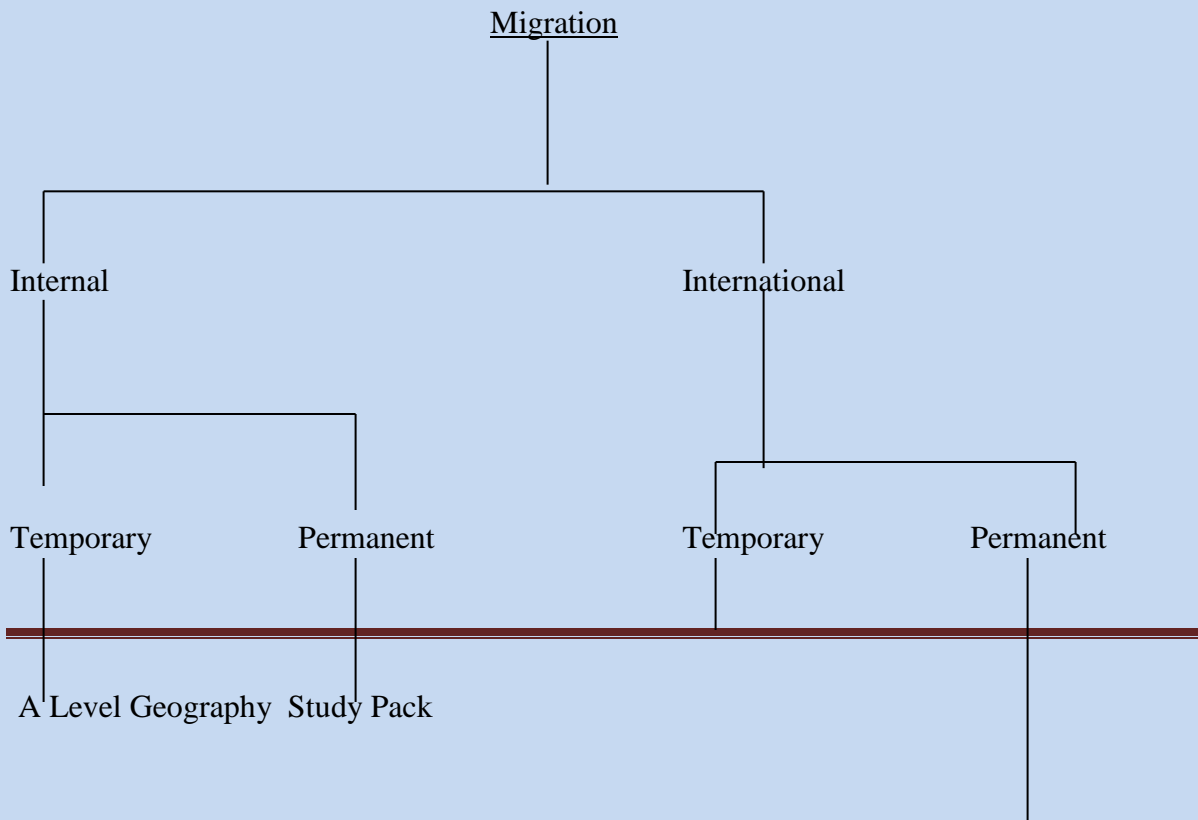 Migration
Internal International
Temporary Permanent Temporary Permanent
A Level Geography Study Pack